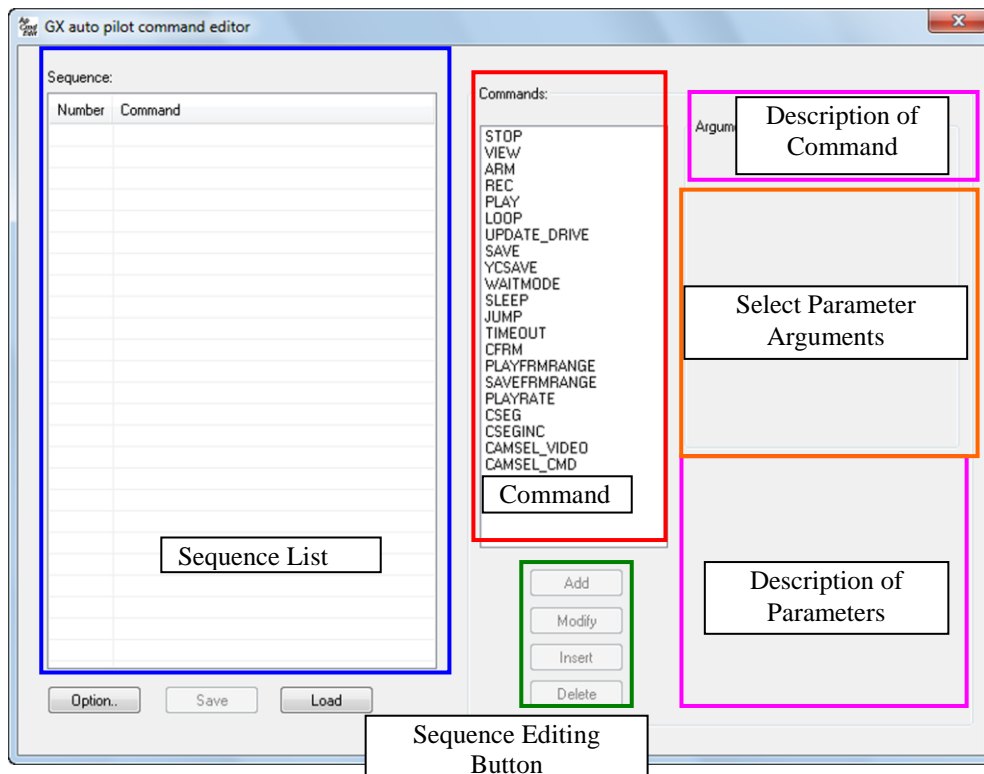 GX auto pilot command editor
Sequence:
Number Command
Sequence List
Option.. Save Load
Commands:
STOP
VIEW
ARM
REC
PLAY
LOOP
UPDATE_DRIVE
SAVE
YCSAVE
WAITMODE
SLEEP
JUMP
TIMEOUT
CFRM
PLAYFRMRANGE
SAVEFRMRANGE
PLAYRATE
CSEG
CSEGINC
CAMSEL_VIDEO
CAMSEL_CMD
Command
Add
Modify
Insert
Delete
Sequence Editing
Button
Description of
Command
Select Parameter
Arguments
Description of
Parameters